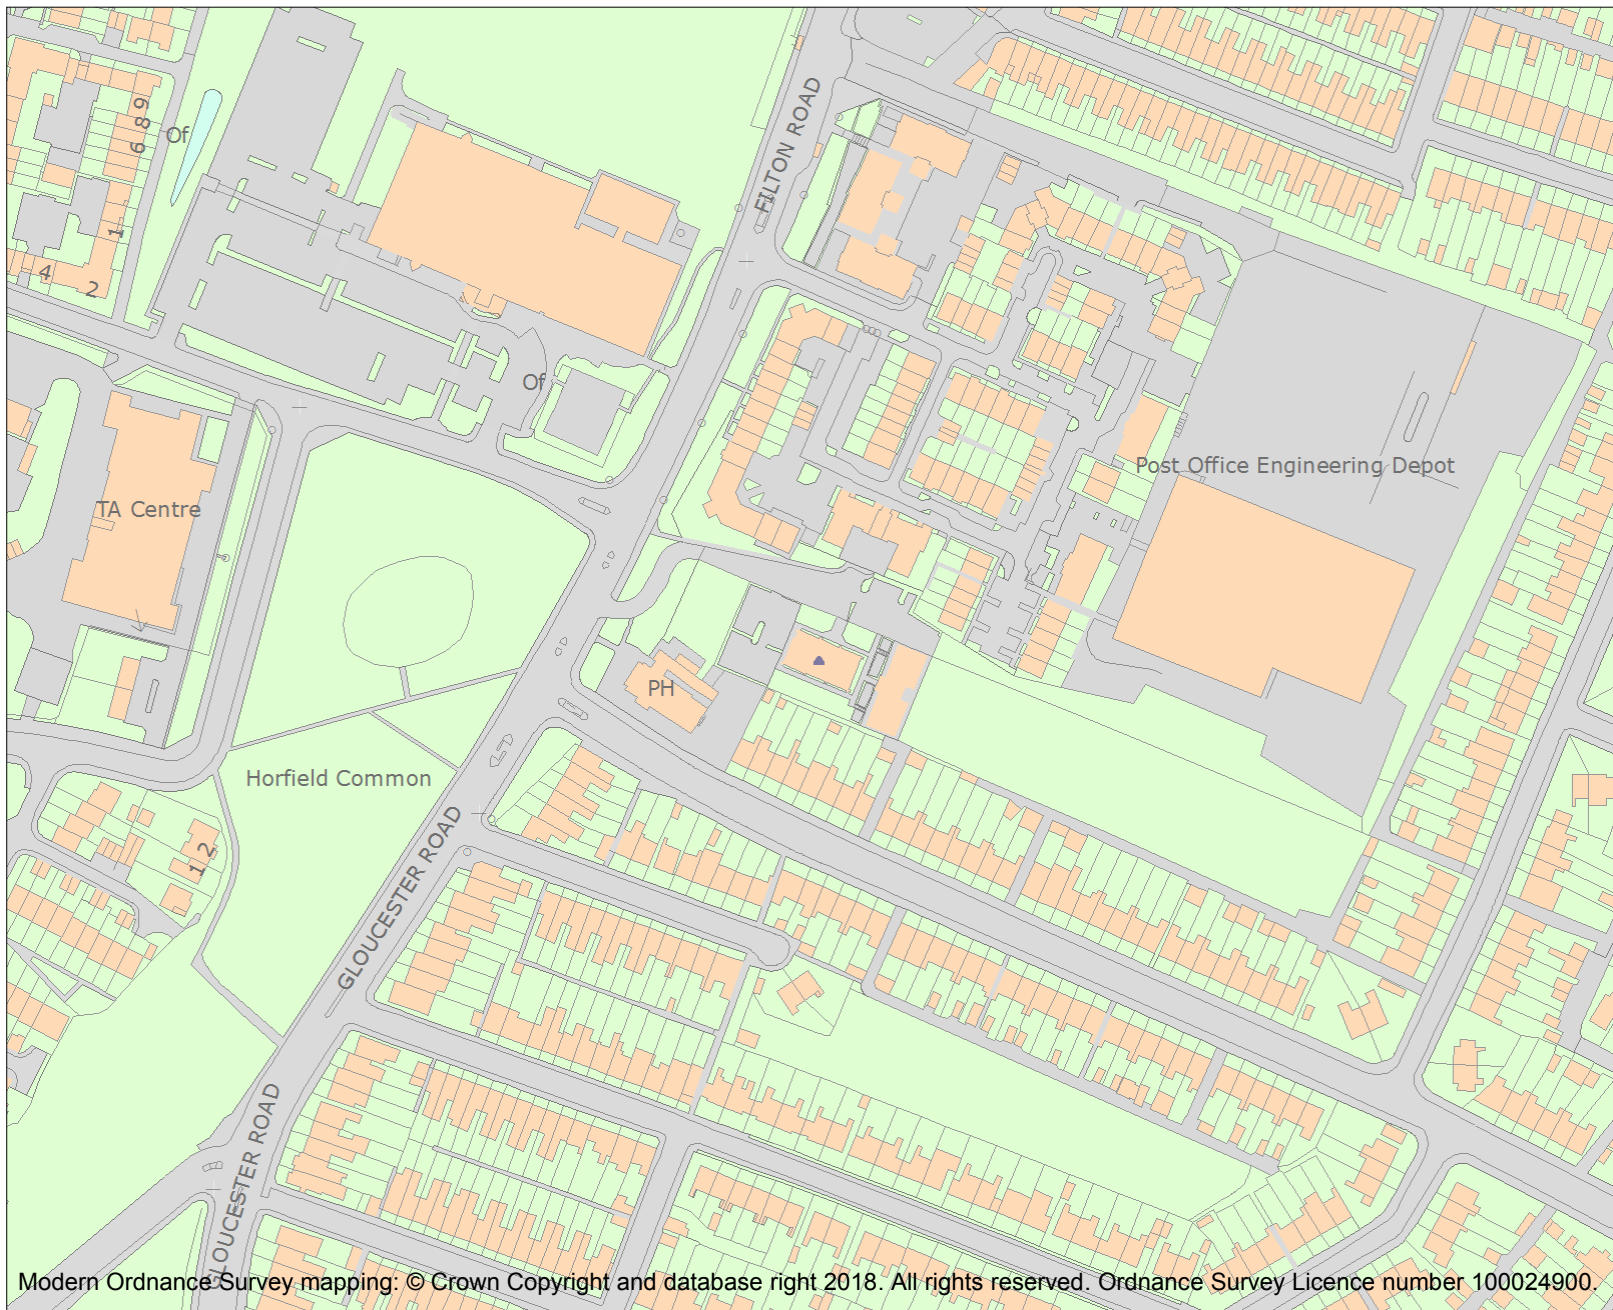 FILTON ROAD
6 8 9
Of
1
4
2
Of
Post Office Engineering Depot
TA Centre
PH
Horfield Common
1 2
GLOUCESTER ROAD
GLOUCESTER ROAD
Modern Ordnance Survey mapping: © Crown Copyright and database right 2018. All rights reserved. Ordnance Survey Licence number 100024900.